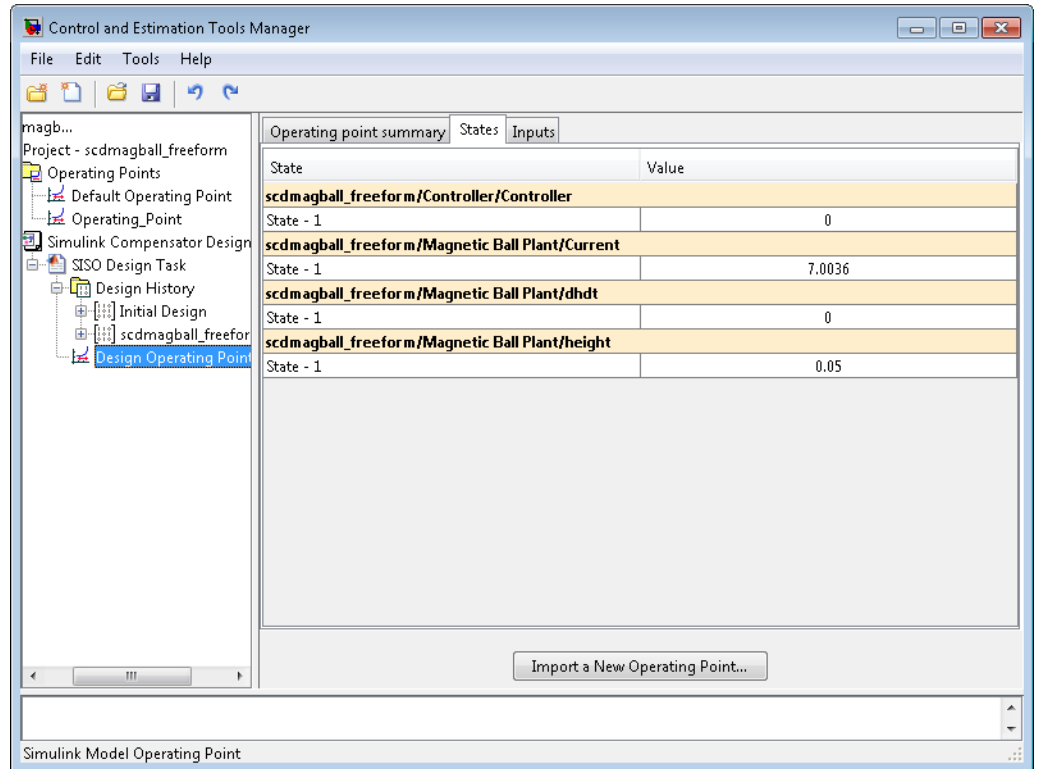 Control and Estimation Tools Manager
File Edit Tools Help
magb...
Project - scdmagball_freeform
Operating Points
Default Operating Point
Operating_Point
Simulink Compensator Design
SISO Design Task
Design History
Initial Design
scdmagball_freefor
Design Operating Point
Operating point summary States Inputs
State Value
scdmagball_freeform/Controller/Controller
State - 1 0
scdmagball_freeform/Magnetic Ball Plant/Current
State - 1 7.0036
scdmagball_freeform/Magnetic Ball Plant/dhdt
State - 1 0
scdmagball_freeform/Magnetic Ball Plant/height
State - 1 0.05
Import a New Operating Point...
Simulink Model Operating Point